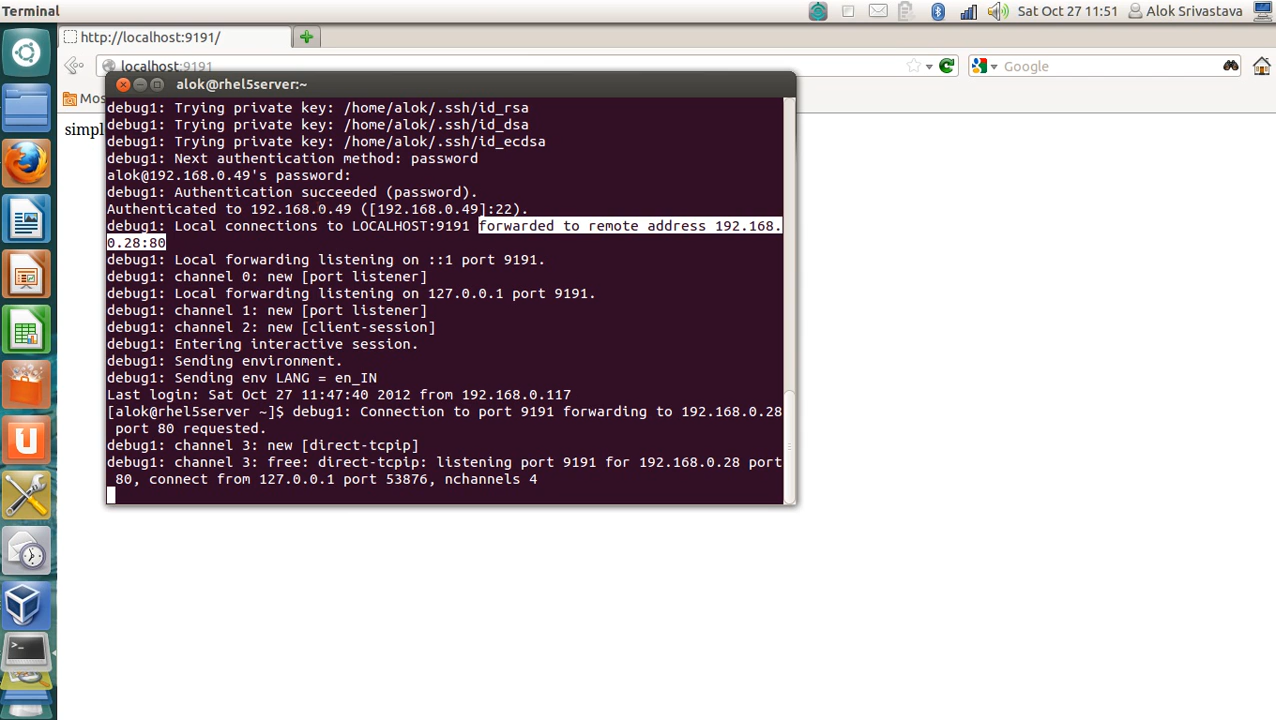 Terminal
Sat Oct 27 11:51
Alok Srivastava
http://localhost:9191/
localhost:9191
Google
Mos
simpl
alok@rhel5server:~
debug1: Trying private key: /home/alok/.ssh/id_rsa
debug1: Trying private key: /home/alok/.ssh/id_dsa
debug1: Trying private key: /home/alok/.ssh/id_ecdsa
debug1: Next authentication method: password
alok@192.168.0.49's password:
debug1: Authentication succeeded (password).
Authenticated to 192.168.0.49 ([192.168.0.49]:22).
debug1: Local connections to LOCALHOST:9191 forwarded to remote address 192.168.
0.28:80
debug1: Local forwarding listening on ::1 port 9191.
debug1: channel 0: new [port listener]
debug1: Local forwarding listening on 127.0.0.1 port 9191.
debug1: channel 1: new [port listener]
debug1: channel 2: new [client-session]
debug1: Entering interactive session.
debug1: Sending environment.
debug1: Sending env LANG = en_IN
Last login: Sat Oct 27 11:47:40 2012 from 192.168.0.117
[alok@rhel5server ~]$ debug1: Connection to port 9191 forwarding to 192.168.0.28
port 80 requested.
debug1: channel 3: new [direct-tcpip]
debug1: channel 3: free: direct-tcpip: listening port 9191 for 192.168.0.28 port
80, connect from 127.0.0.1 port 53876, nchannels 4